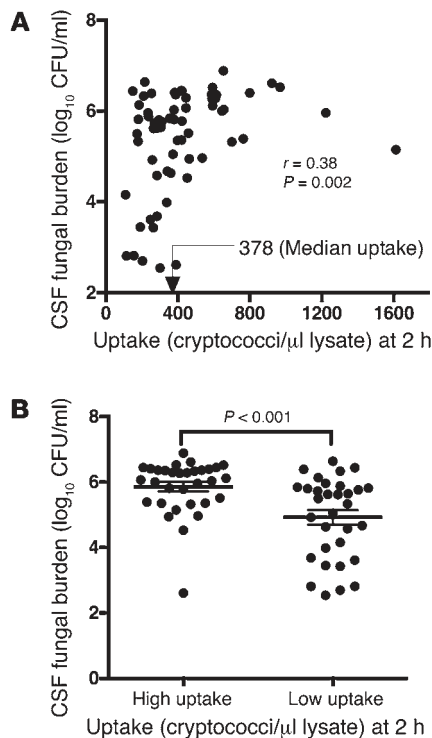 A
CSF fungal burden (log10 CFU/ml)
8
6
4
2
r = 0.38
P = 0.002
378 (Median uptake)
0 400 800 1200 1600
Uptake (cryptococci/μl lysate) at 2 h
B
CSF fungal burden (log10 CFU/ml)
P < 0.001
8
6
4
2
0
High uptake Low uptake
Uptake (cryptococci/μl lysate) at 2 h